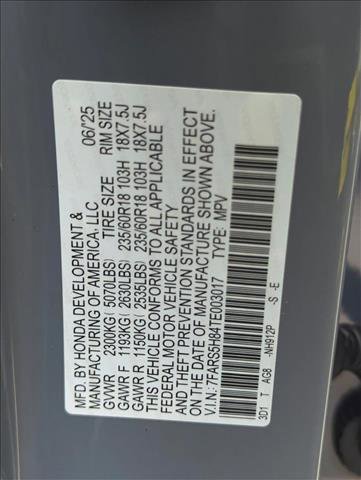 MFD. BY HONDA DEVELOPMENT & 06/'25
MANUFACTURING OF AMERICA, LLC
GVWR 2300KG (5070LBS) TIRE SIZE RIM SIZE
GAWR F 1193KG (2630LBS) 235/60R18 103H 18X7.5J
GAWR R 1150KG (2535LBS) 235/60R18 103H 18X7.5J
THIS VEHICLE CONFORMS TO ALL APPLICABLE
FEDERAL MOTOR VEHICLE SAFETY
AND THEFT PREVENTION STANDARDS IN EFFECT
ON THE DATE OF MANUFACTURE SHOWN ABOVE.
V.I.N.: 7FARS5H84TE003017 TYPE: MPV
3D1 T AG8 -NH912P -S -E